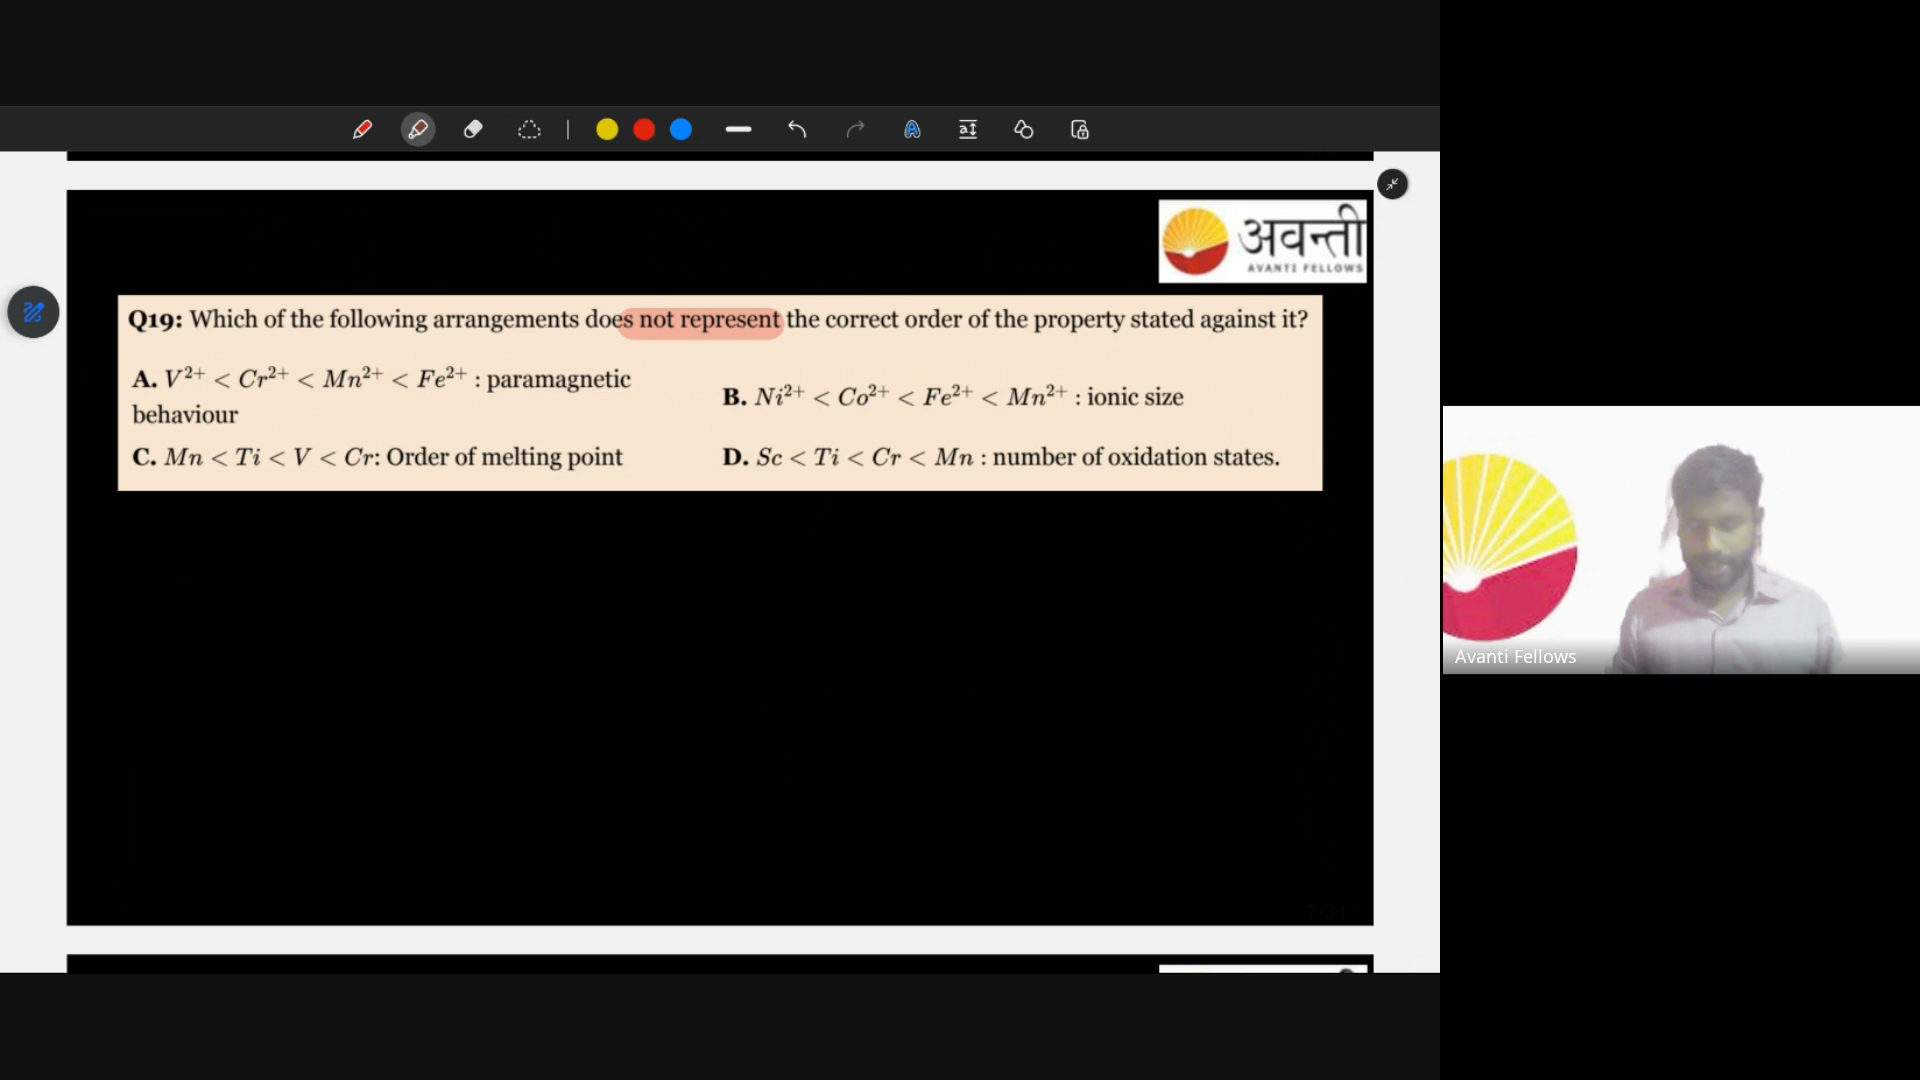 अवन्ती
AVANTI FELLOWS
Q19: Which of the following arrangements does not represent the correct order of the property stated against it?
A. V²⁺ < Cr²⁺ < Mn²⁺ < Fe²⁺ : paramagnetic
behaviour
B. Ni²⁺ < Co²⁺ < Fe²⁺ < Mn²⁺ : ionic size
C. Mn < Ti < V < Cr: Order of melting point
D. Sc < Ti < Cr < Mn : number of oxidation states.
Avanti Fellows